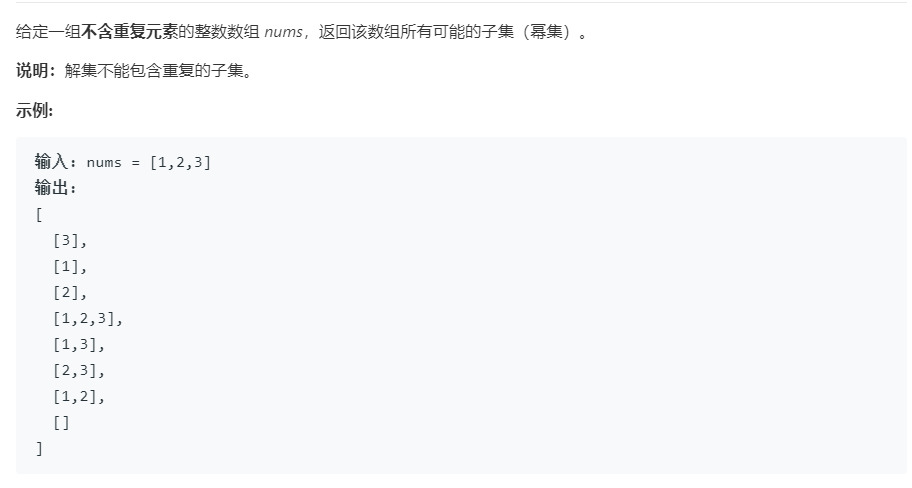 给定一组不含重复元素的整数数组 nums，返回该数组所有可能的子集（幂集）。
说明：解集不能包含重复的子集。
示例:
输入：nums = [1,2,3]
输出：
[
  [3],
  [1],
  [2],
  [1,2,3],
  [1,3],
  [2,3],
  [1,2],
  []
]